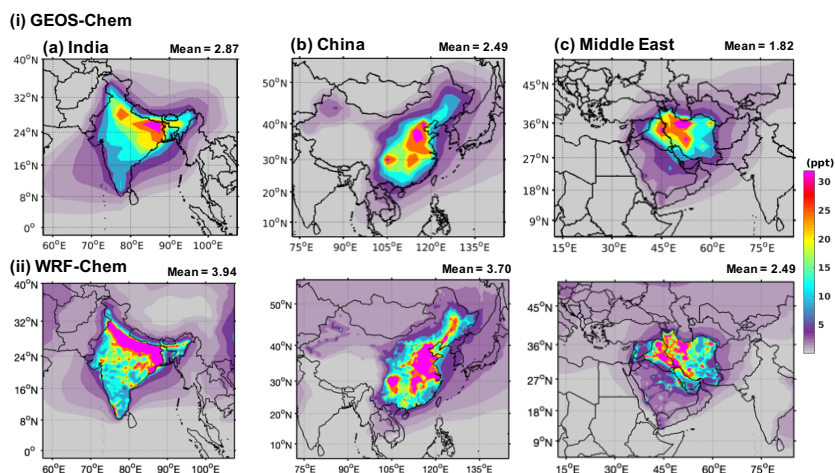 (i) GEOS-Chem
(a) India Mean = 2.87 (b) China Mean = 2.49 (c) Middle East Mean = 1.82
40°N
32°N
24°N
16°N
8°N
0°
60°E 70°E 80°E 90°E 100°E
50°N
40°N
30°N
20°N
10°N
75°E 90°E 105°E 120°E 135°E
45°N
36°N
27°N
18°N
9°N
15°E 30°E 45°E 60°E 75°E
(ppt)
30
25
20
15
10
5
(ii) WRF-Chem
Mean = 3.94 Mean = 3.70 Mean = 2.49
40°N
32°N
24°N
16°N
8°N
0°
60°E 70°E 80°E 90°E 100°E
50°N
40°N
30°N
20°N
10°N
75°E 90°E 105°E 120°E 135°E
45°N
36°N
27°N
18°N
9°N
15°E 30°E 45°E 60°E 75°E